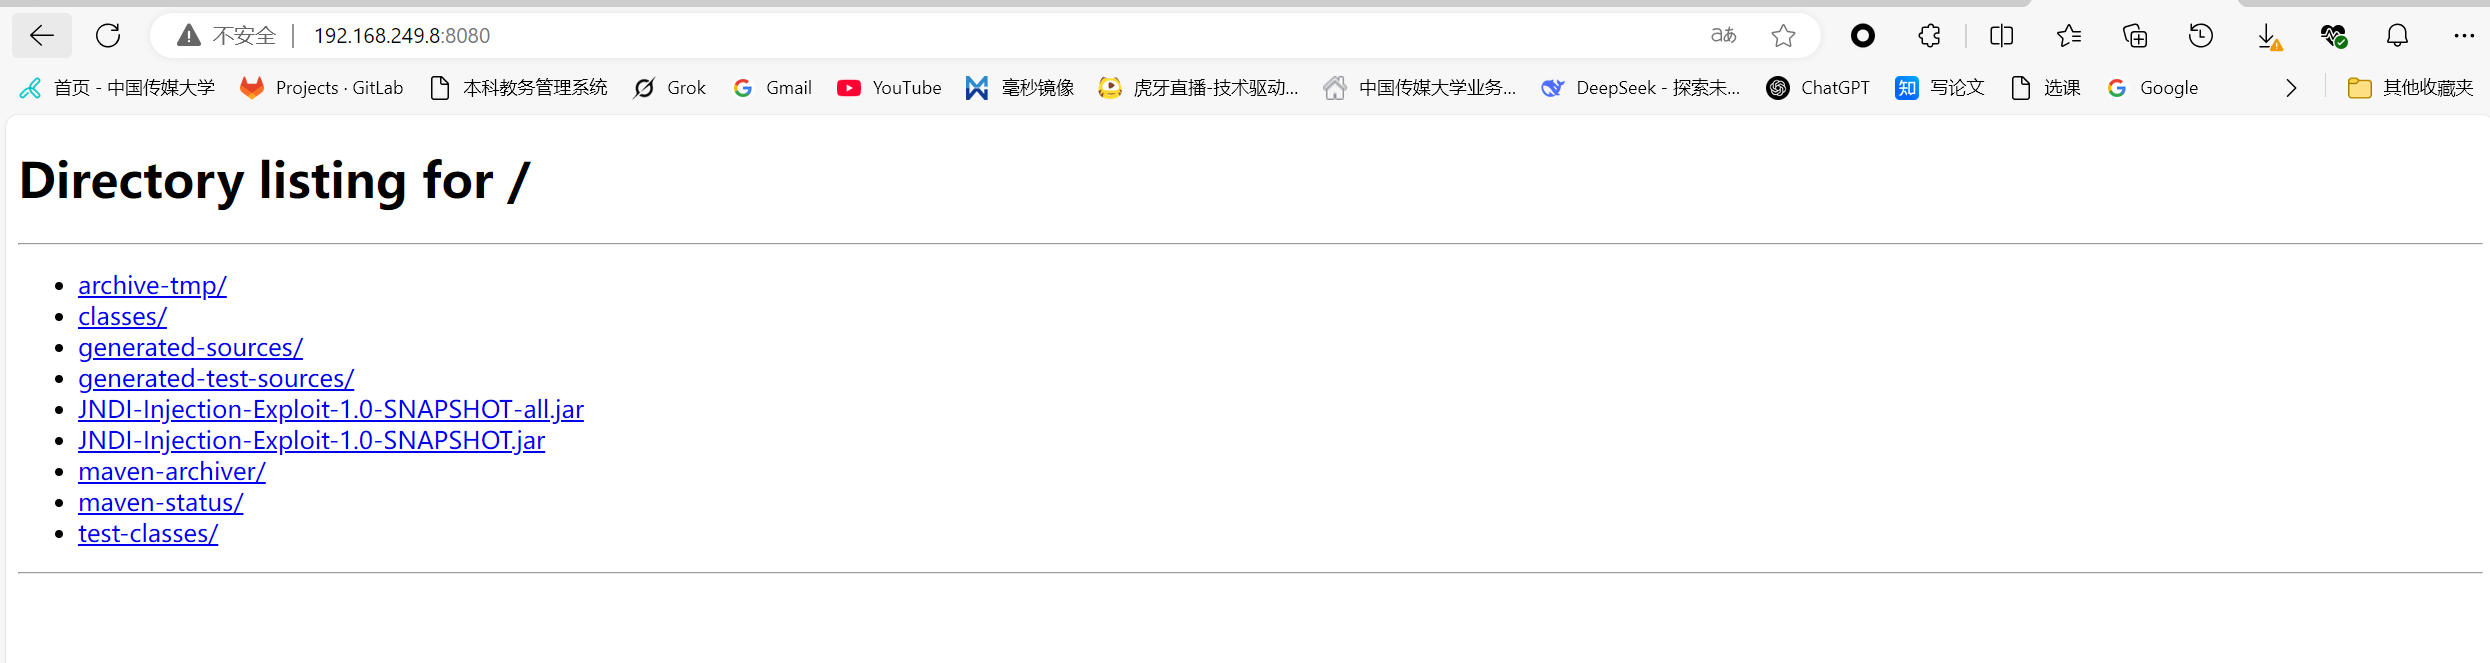 不安全 | 192.168.249.8:8080 aあ
首页 - 中国传媒大学 Projects · GitLab 本科教务管理系统 Grok Gmail YouTube 毫秒镜像 虎牙直播-技术驱动... 中国传媒大学业务... DeepSeek - 探索未... ChatGPT 知 写论文 选课 Google 其他收藏夹
Directory listing for /
archive-tmp/
classes/
generated-sources/
generated-test-sources/
JNDI-Injection-Exploit-1.0-SNAPSHOT-all.jar
JNDI-Injection-Exploit-1.0-SNAPSHOT.jar
maven-archiver/
maven-status/
test-classes/